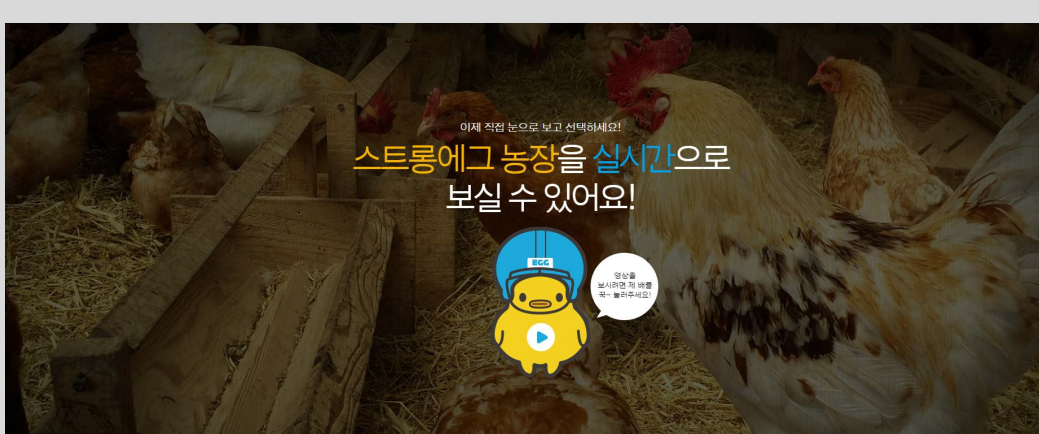 이제 직접 눈으로 보고 선택하세요!
스트롱에그 농장을 실시간으로
보실 수 있어요!
EGG
영상을
보시려면 제 배를
꾹~ 눌러주세요!